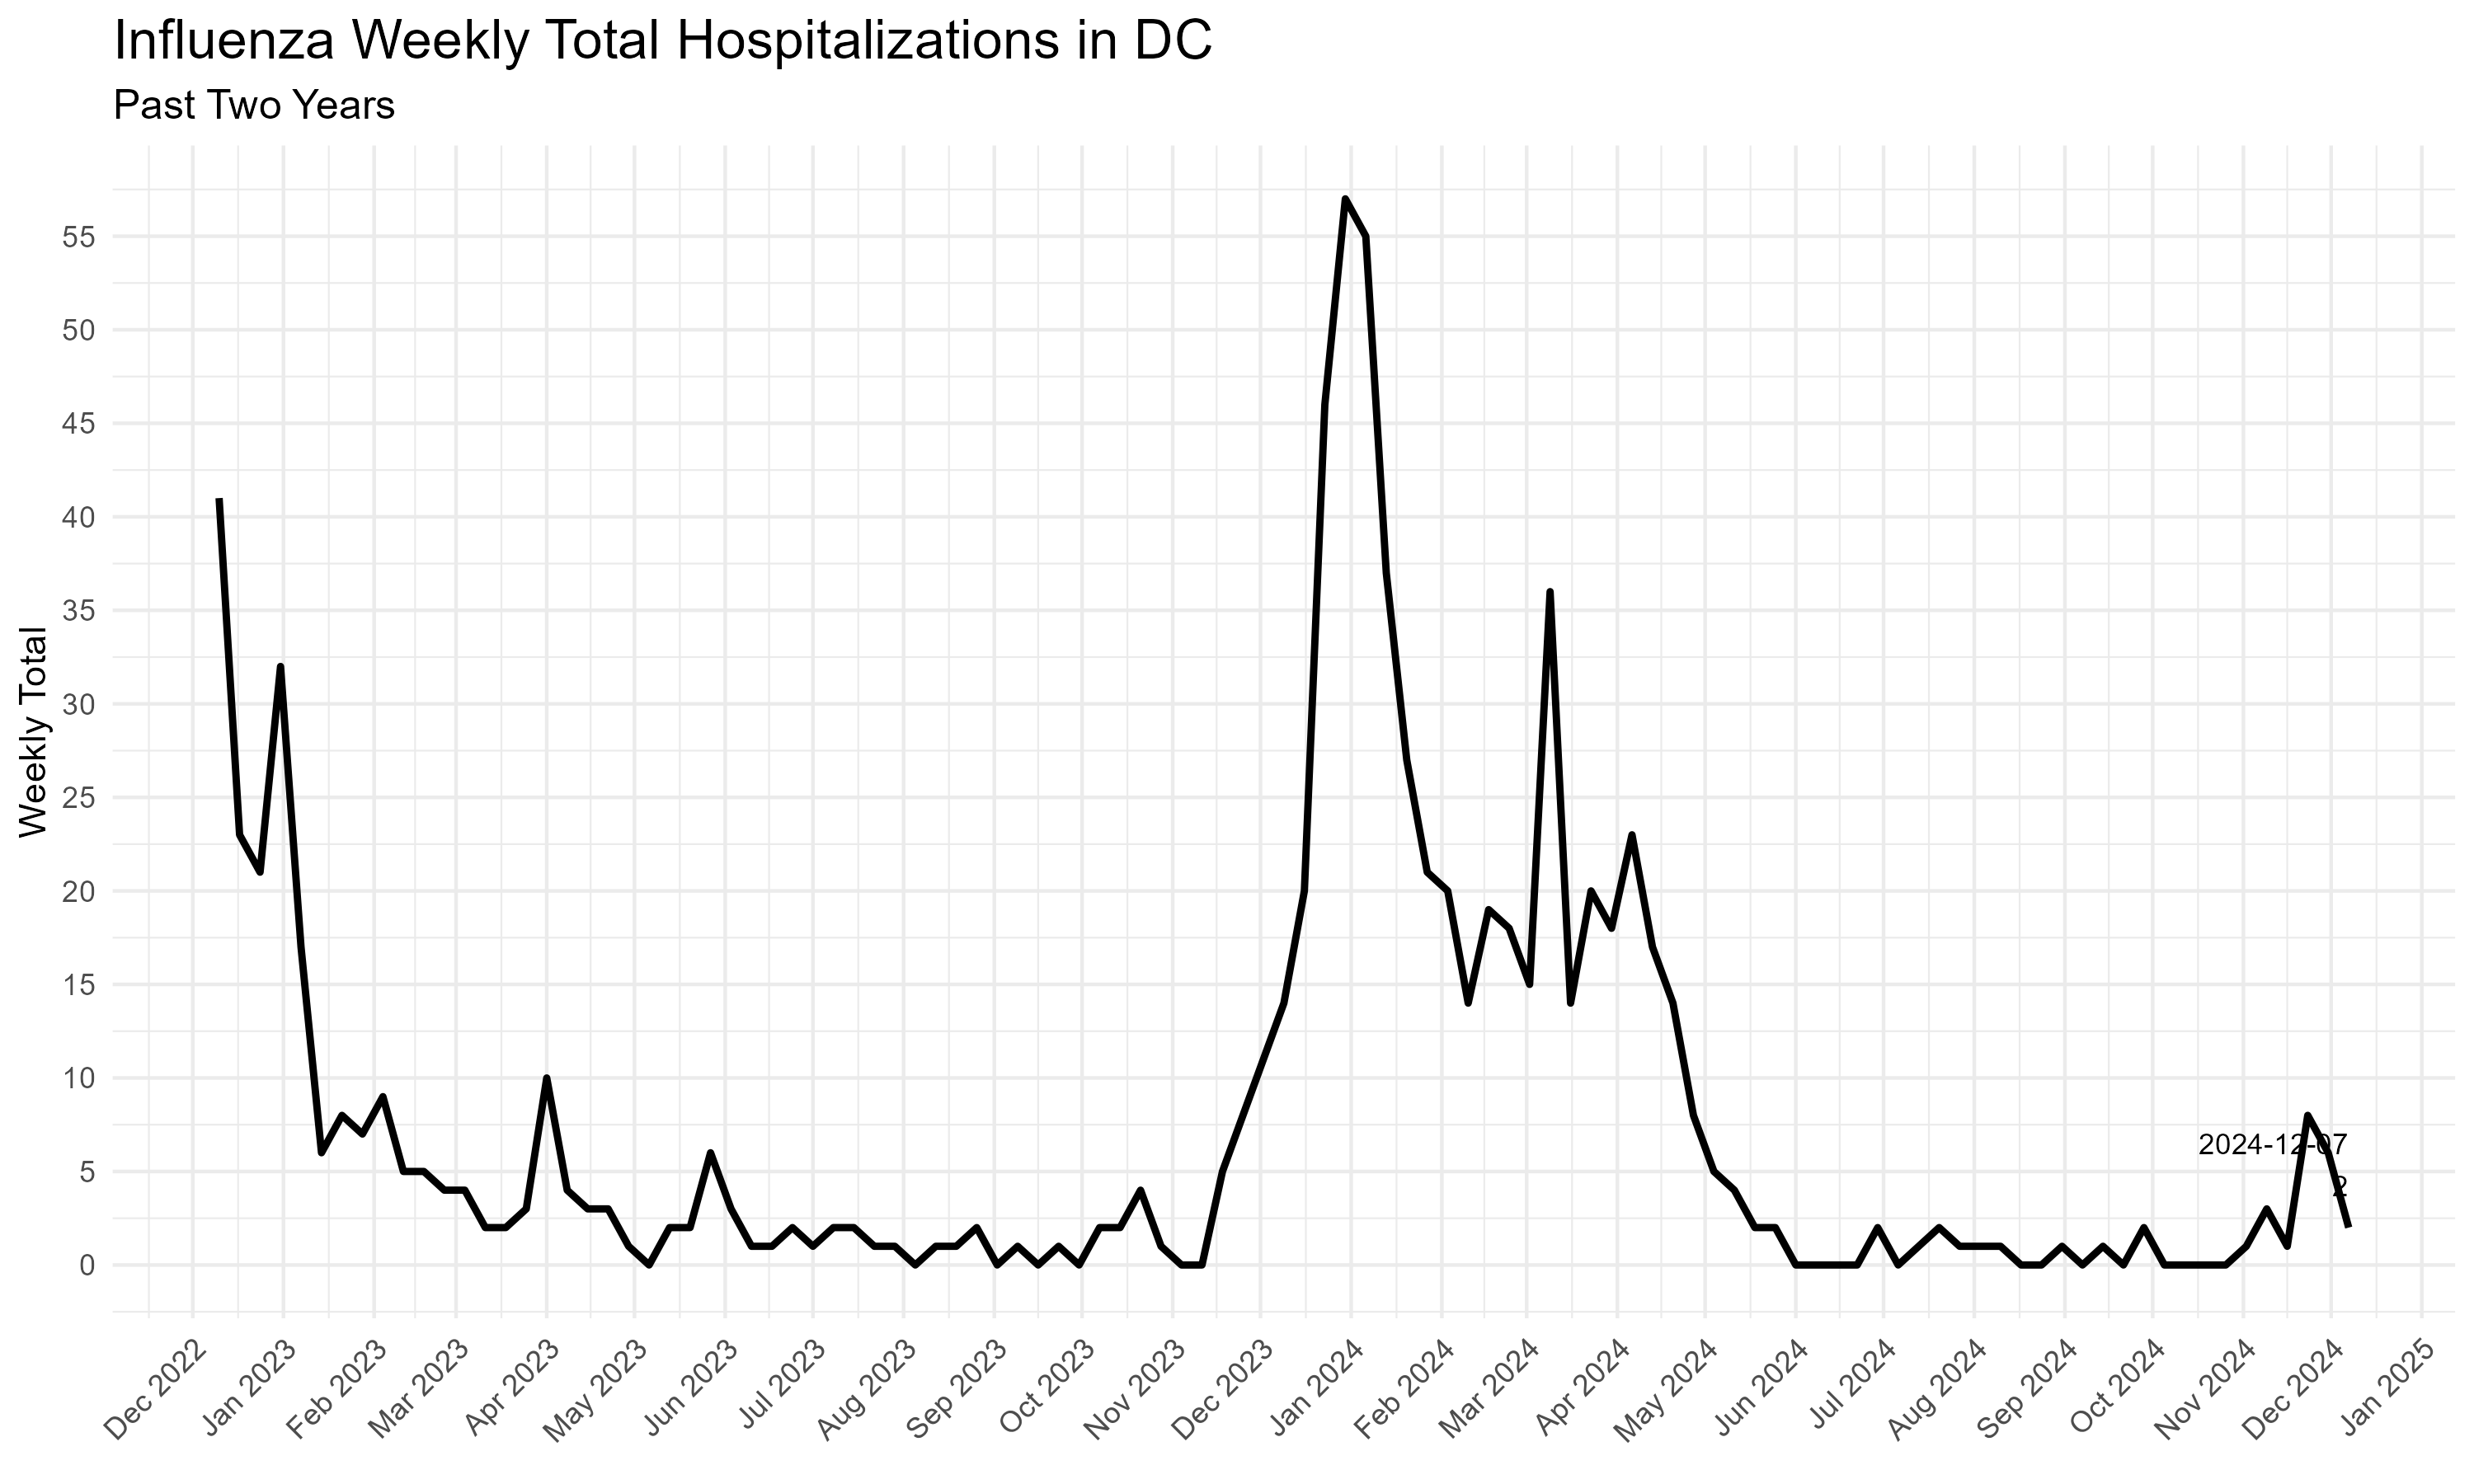 Influenza Weekly Total Hospitalizations in DC
Past Two Years
Weekly Total
55
50
45
40
35
30
25
20
15
10
5
0
2024-12-07
2
Dec 2022
Jan 2023
Feb 2023
Mar 2023
Apr 2023
May 2023
Jun 2023
Jul 2023
Aug 2023
Sep 2023
Oct 2023
Nov 2023
Dec 2023
Jan 2024
Feb 2024
Mar 2024
Apr 2024
May 2024
Jun 2024
Jul 2024
Aug 2024
Sep 2024
Oct 2024
Nov 2024
Dec 2024
Jan 2025